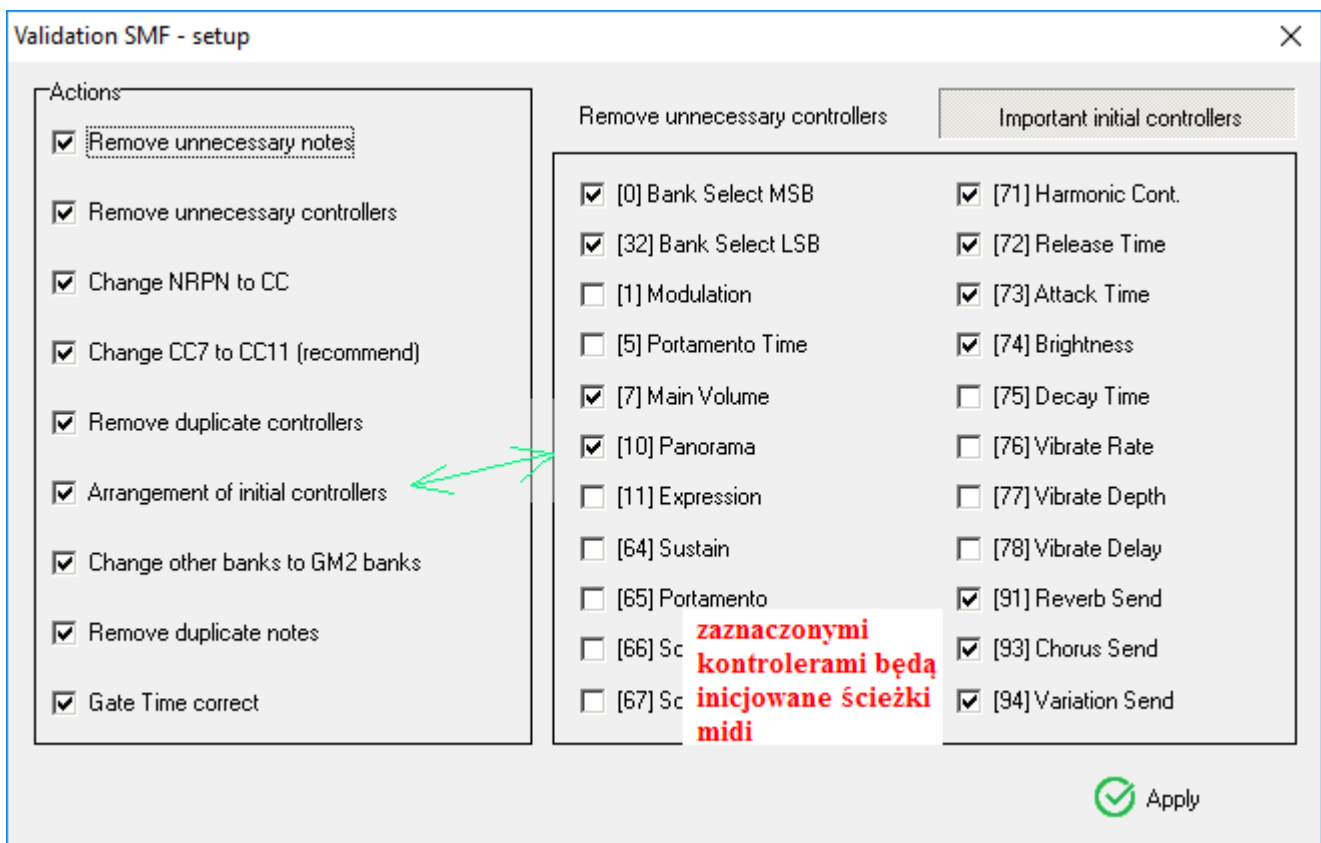 Validation SMF - setup
Actions
Remove unnecessary notes
Remove unnecessary controllers
Change NRPN to CC
Change CC7 to CC11 (recommend)
Remove duplicate controllers
Arrangement of initial controllers
Change other banks to GM2 banks
Remove duplicate notes
Gate Time correct
Remove unnecessary controllers
Important initial controllers
[0] Bank Select MSB
[32] Bank Select LSB
[1] Modulation
[5] Portamento Time
[7] Main Volume
[10] Panorama
[11] Expression
[64] Sustain
[65] Portamento
[66] So
[67] So
[71] Harmonic Cont.
[72] Release Time
[73] Attack Time
[74] Brightness
[75] Decay Time
[76] Vibrate Rate
[77] Vibrate Depth
[78] Vibrate Delay
[91] Reverb Send
[93] Chorus Send
[94] Variation Send
zaznaczonymi
kontrolerami będą
inicjowane ścieżki
midi
Apply